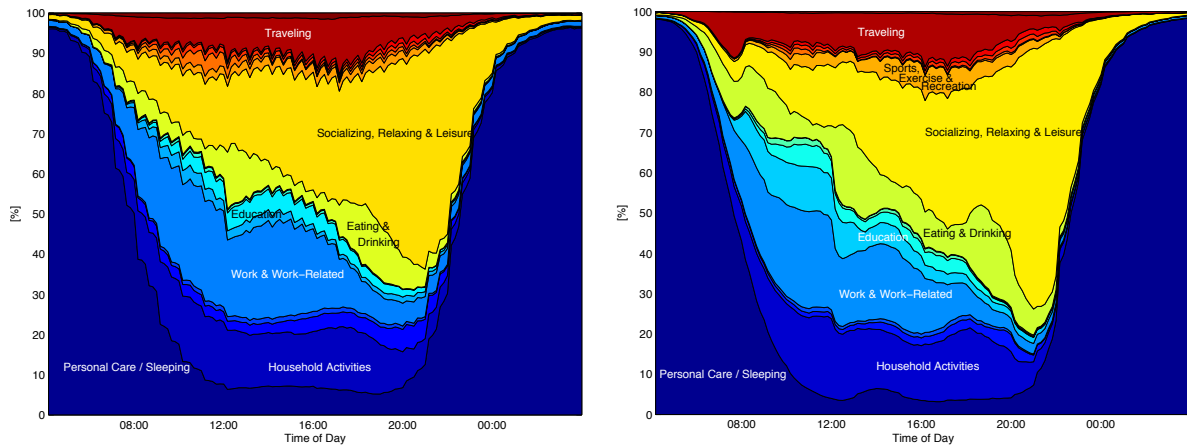 100
90
80
70
60
50
40
30
20
10
0
[%]
Traveling
Socializing, Relaxing & Leisure
Education
Eating &
Drinking
Work & Work−Related
Personal Care / Sleeping
Household Activities
08:00 12:00 16:00 20:00 00:00
Time of Day
100
90
80
70
60
50
40
30
20
10
0
[%]
Traveling
Sports,
Exercise &
Recreation
Socializing, Relaxing & Leisure
Education
Eating & Drinking
Work & Work−Related
Personal Care / Sleeping
Household Activities
08:00 12:00 16:00 20:00 00:00
Time of Day